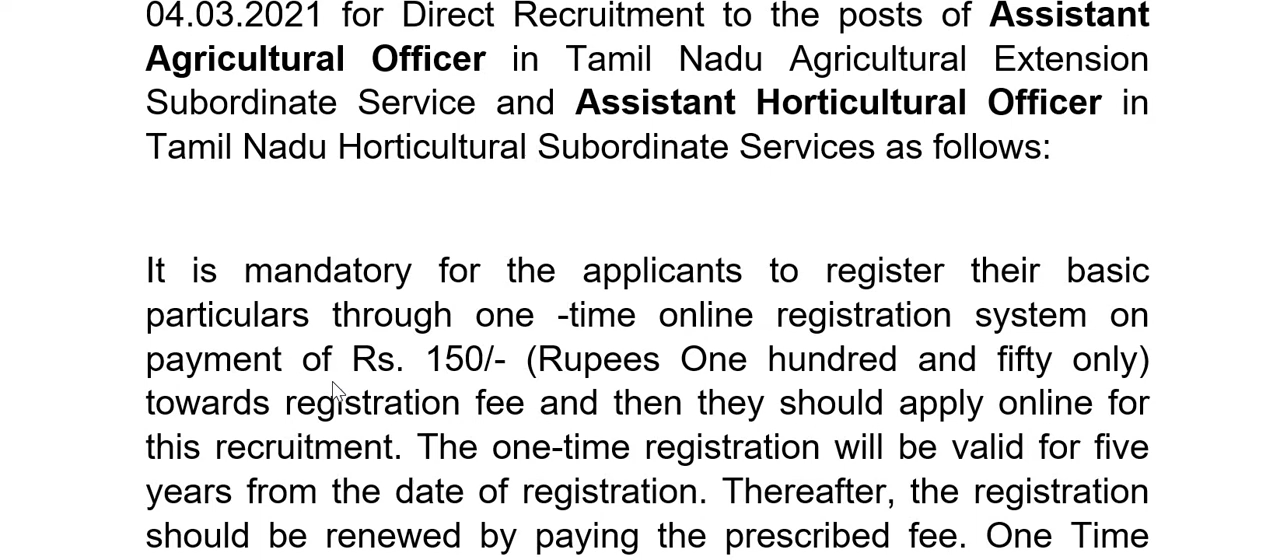 04.03.2021 for Direct Recruitment to the posts of Assistant
Agricultural Officer in Tamil Nadu Agricultural Extension
Subordinate Service and Assistant Horticultural Officer in
Tamil Nadu Horticultural Subordinate Services as follows:
It is mandatory for the applicants to register their basic
particulars through one -time online registration system on
payment of Rs. 150/- (Rupees One hundred and fifty only)
towards registration fee and then they should apply online for
this recruitment. The one-time registration will be valid for five
years from the date of registration. Thereafter, the registration
should be renewed by paying the prescribed fee. One Time